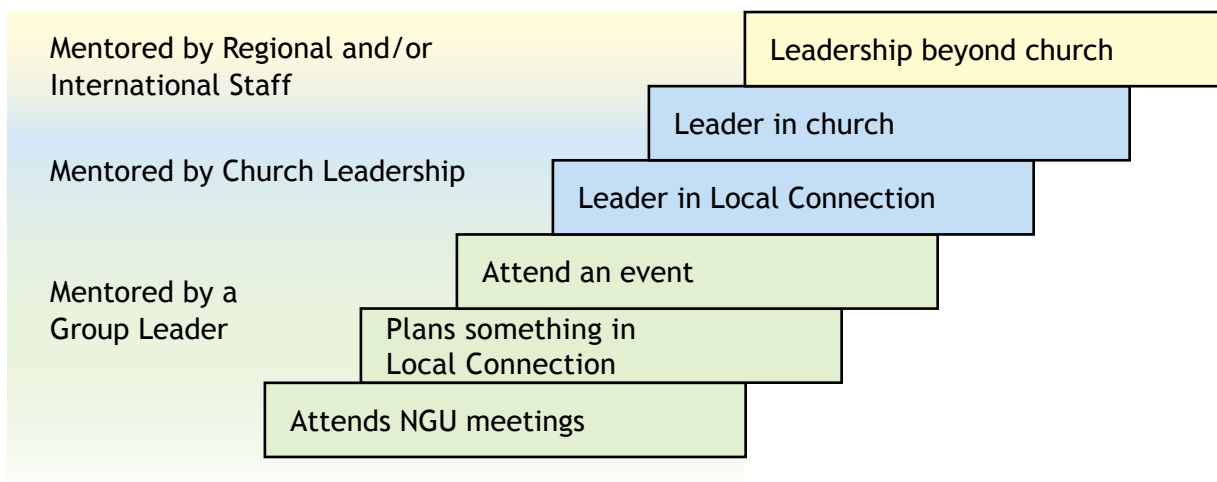 Mentored by Regional and/or
International Staff
Leadership beyond church
Leader in church
Mentored by Church Leadership
Leader in Local Connection
Attend an event
Mentored by a
Group Leader
Plans something in
Local Connection
Attends NGU meetings